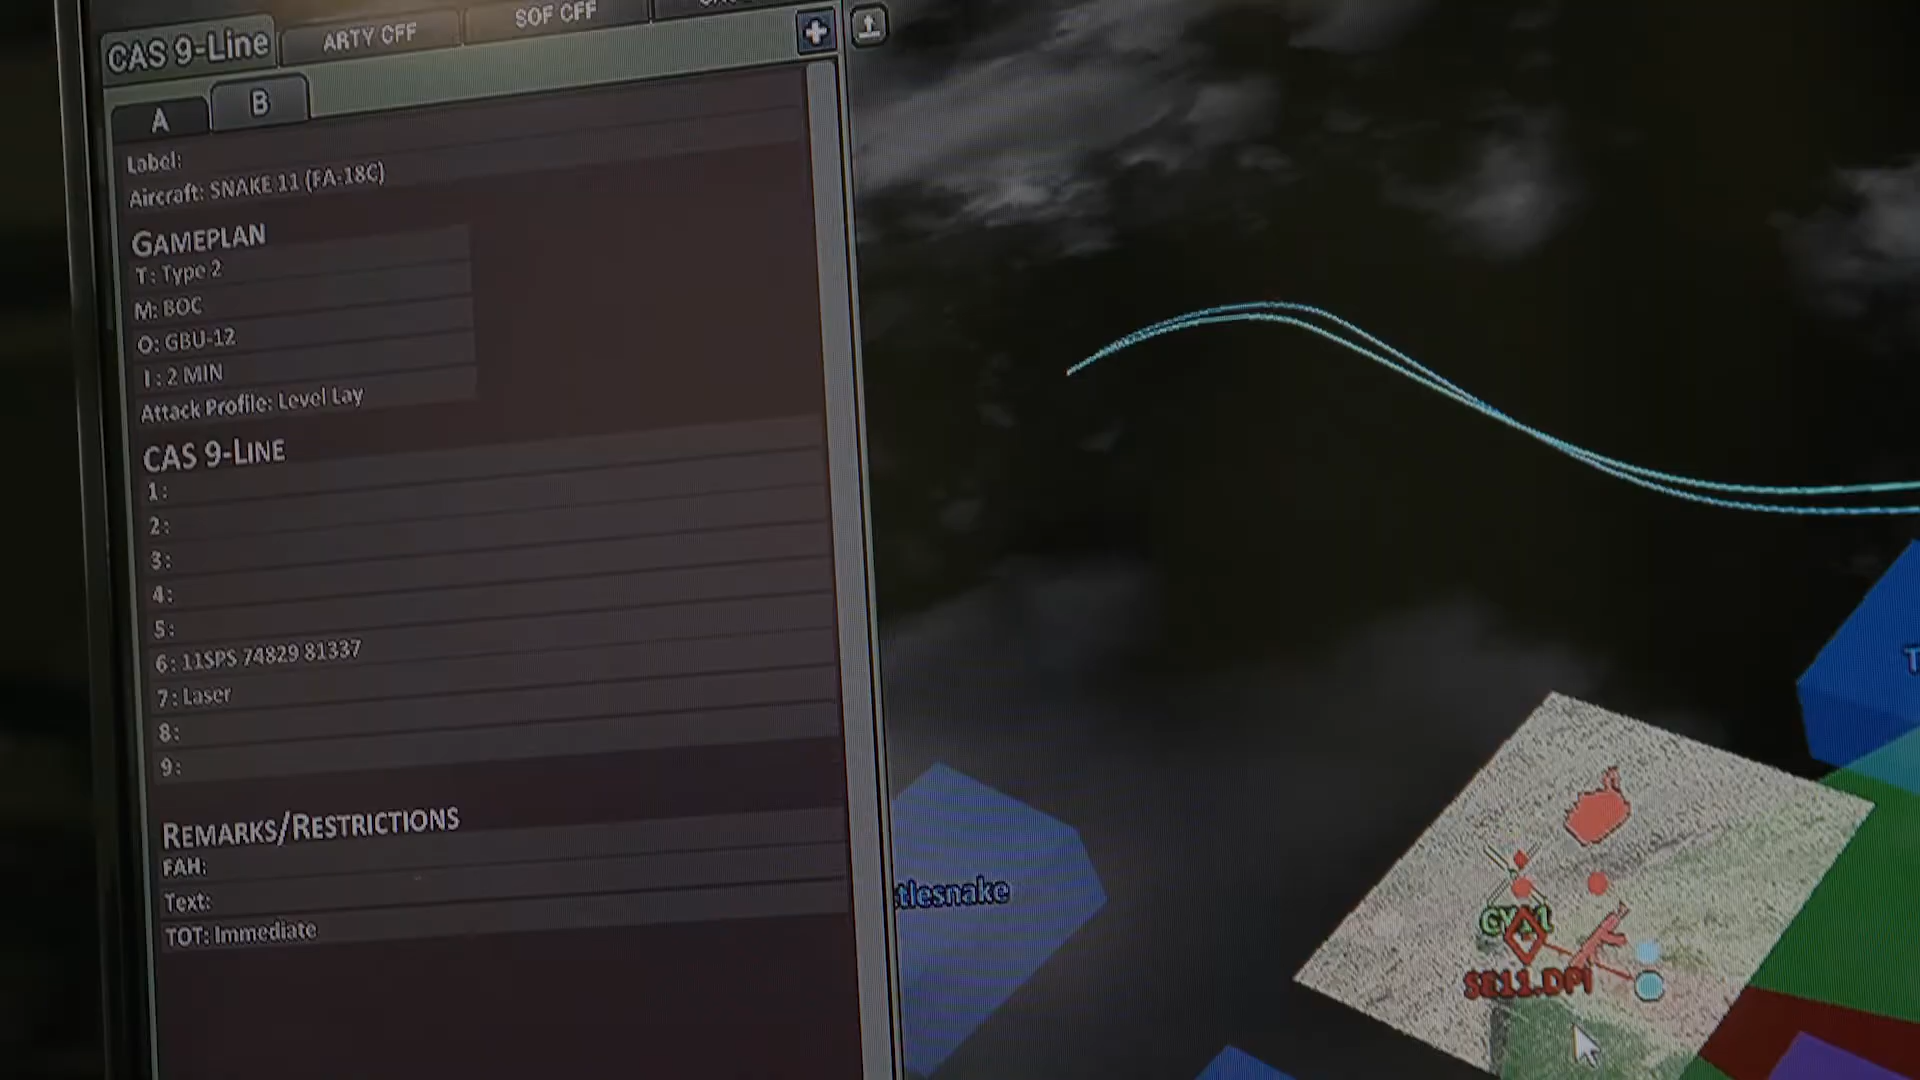 CAS 9-Line
ARTY CFF
SOF CFF
A
B
Label:
Aircraft: SNAKE 11 (FA-18C)
GAMEPLAN
T: Type 2
M: BOC
O: GBU-12
I: 2 MIN
Attack Profile: Level Lay
CAS 9-LINE
1:
2:
3:
4:
5:
6: 11SPS 74829 81337
7: Laser
8:
9:
REMARKS/RESTRICTIONS
FAH:
Text:
TOT: Immediate
tlesnake